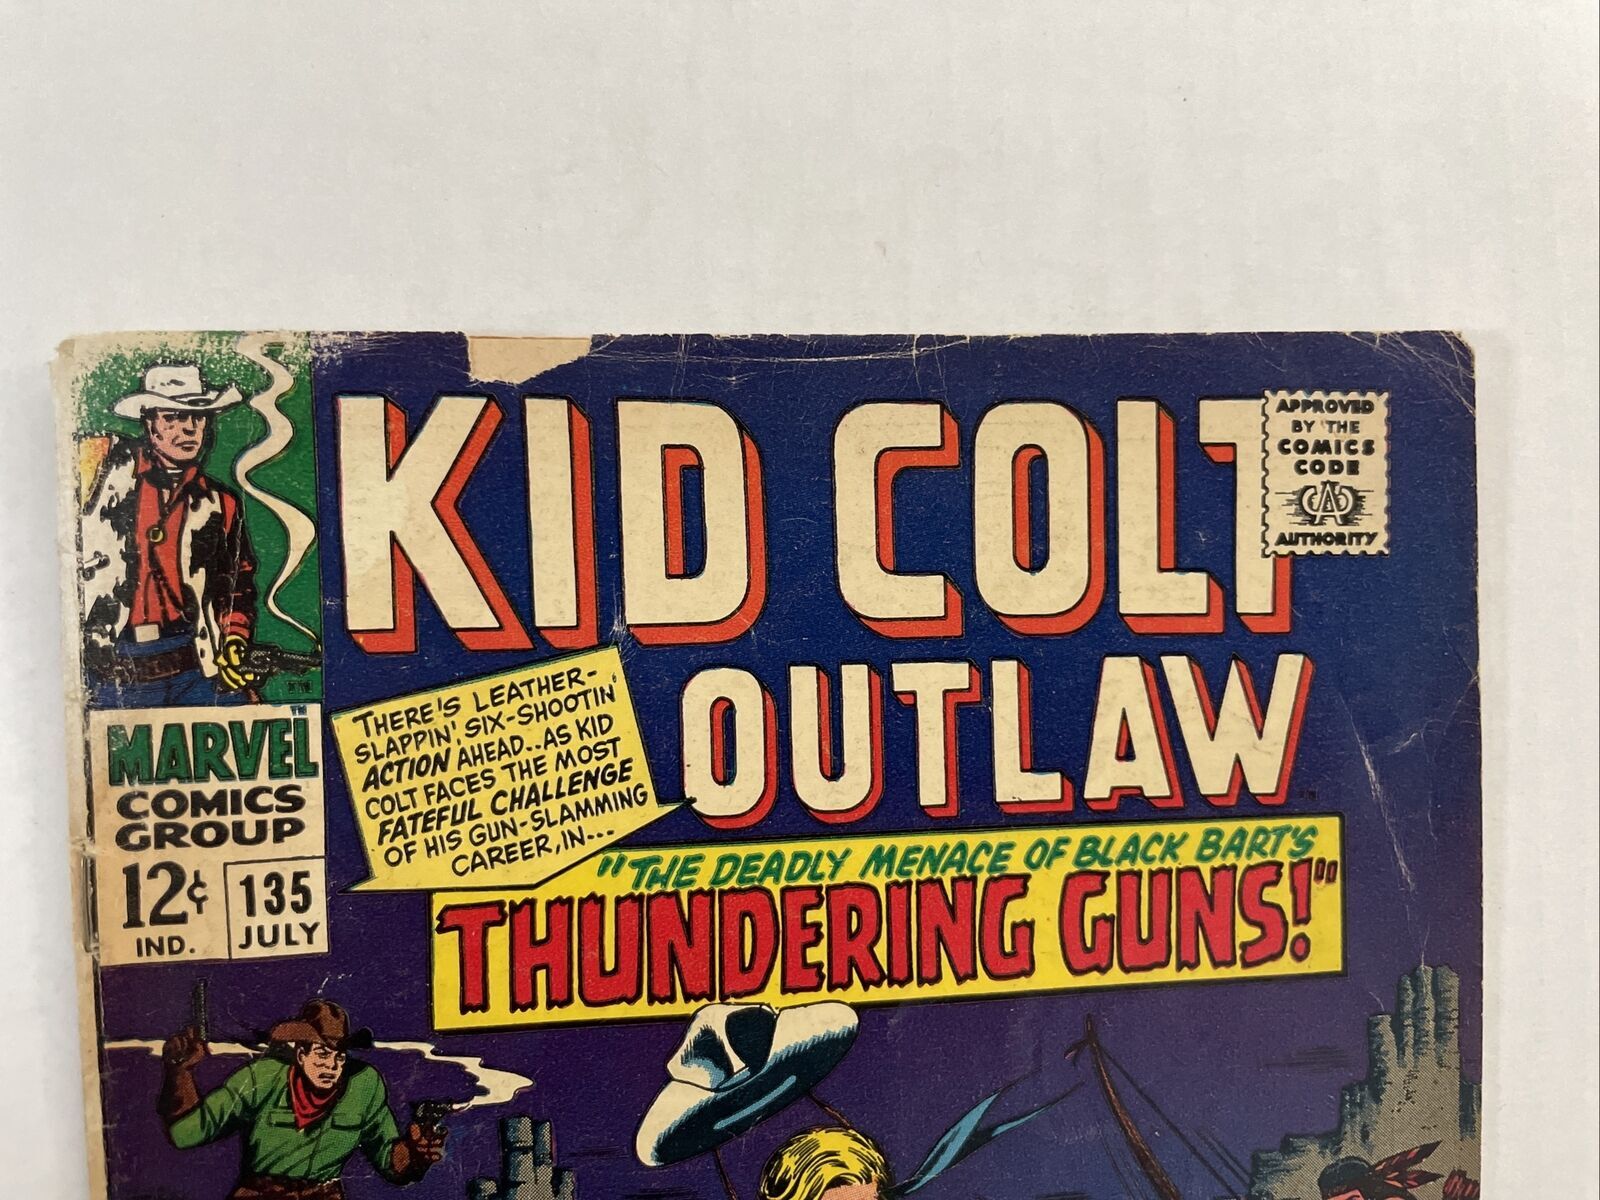 KID COLT
OUTLAW
APPROVED
BY THE
COMICS
CODE
CA
AUTHORITY
MARVEL
COMICS
GROUP
12¢
IND.
135
JULY
THERE'S LEATHER-
SLAPPIN' SIX-SHOOTIN'
ACTION AHEAD..AS KID
COLT FACES THE MOST
FATEFUL CHALLENGE
OF HIS GUN-SLAMMING
CAREER, IN...
"THE DEADLY MENACE OF BLACK BART'S
THUNDERING GUNS!"